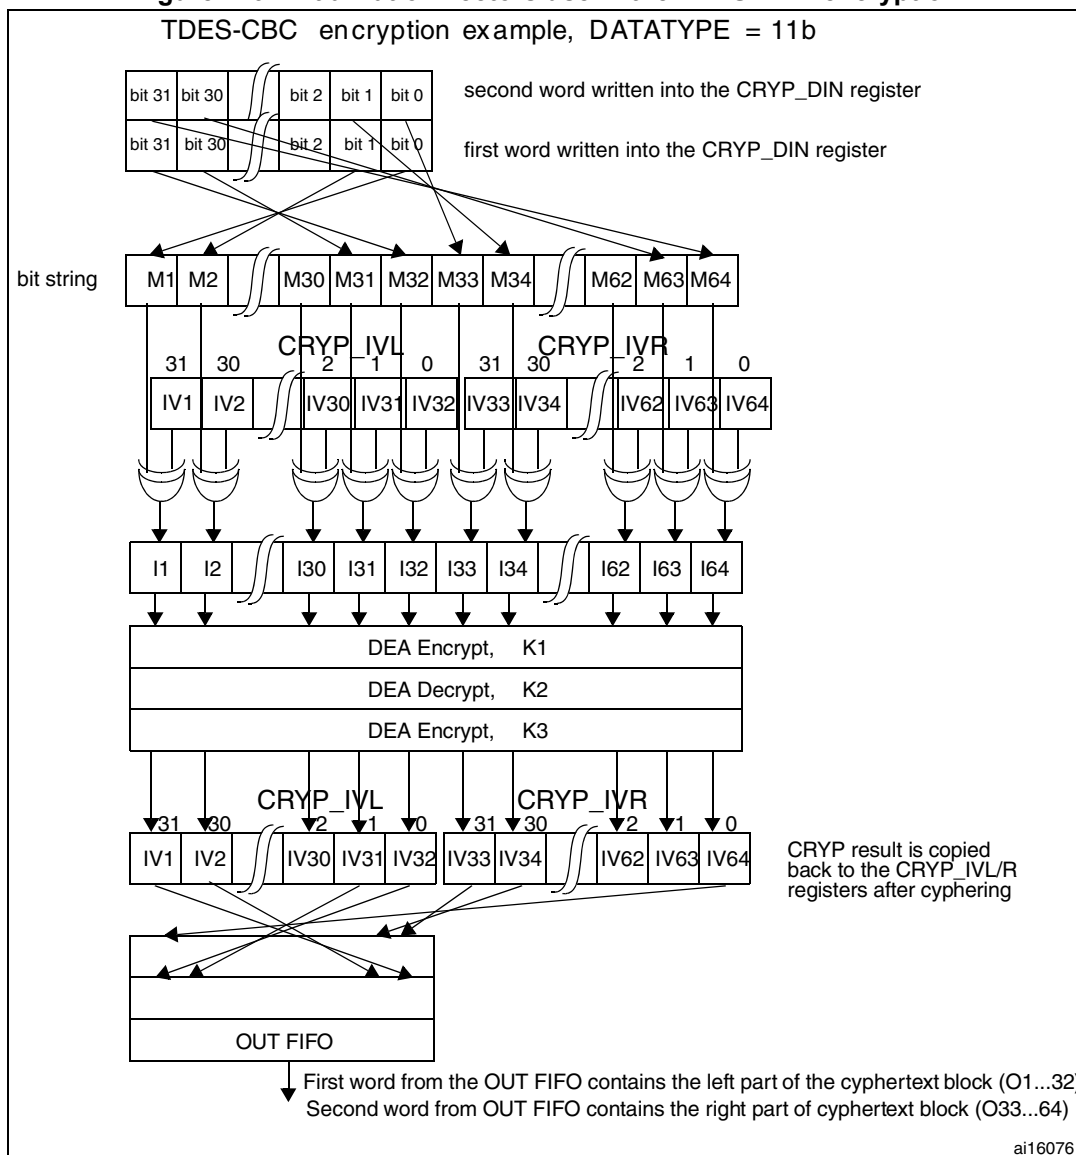 TDES-CBC encryption example, DATATYPE = 11b
bit 31 bit 30 bit 2 bit 1 bit 0 second word written into the CRYP_DIN register
bit 31 bit 30 bit 2 bit 1 bit 0 first word written into the CRYP_DIN register
bit string M1 M2 M30 M31 M32 M33 M34 M62 M63 M64
CRYP_IVL CRYP_IVR
31 30 2 1 0 31 30 2 1 0
IV1 IV2 IV30 IV31 IV32 IV33 IV34 IV62 IV63 IV64
I1 I2 I30 I31 I32 I33 I34 I62 I63 I64
DEA Encrypt, K1
DEA Decrypt, K2
DEA Encrypt, K3
CRYP_IVL CRYP_IVR
31 30 2 1 0 31 30 2 1 0
IV1 IV2 IV30 IV31 IV32 IV33 IV34 IV62 IV63 IV64
CRYP result is copied
back to the CRYP_IVL/R
registers after cyphering
OUT FIFO
First word from the OUT FIFO contains the left part of the cyphertext block (O1...32)
Second word from OUT FIFO contains the right part of cyphertext block (O33...64)
ai16076